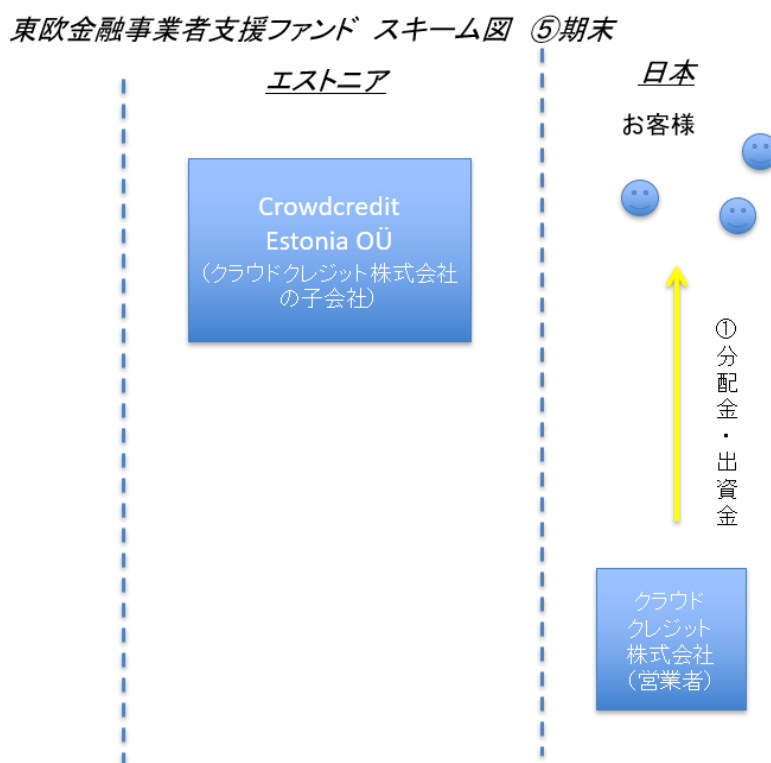 東欧金融事業者支援ファンド スキーム図 ⑤期末
エストニア
日本
お客様
Crowdcredit
Estonia OÜ
（クラウドクレジット株式会社
の子会社）
①分配金・出資金
クラウド
クレジット
株式会社
（営業者）